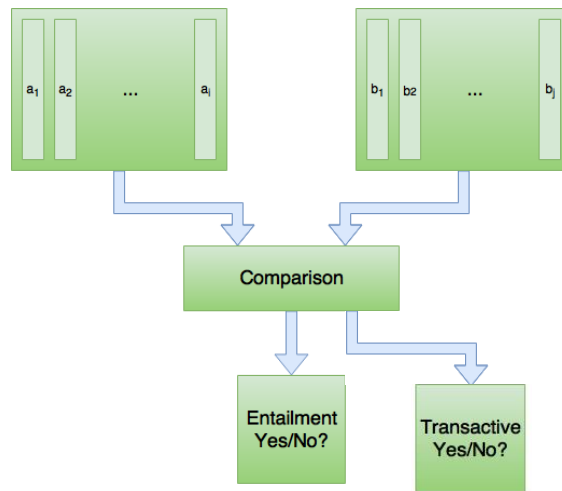 a1 a2 ... ai
b1 b2 ... bj
Comparison
Entailment
Yes/No?
Transactive
Yes/No?